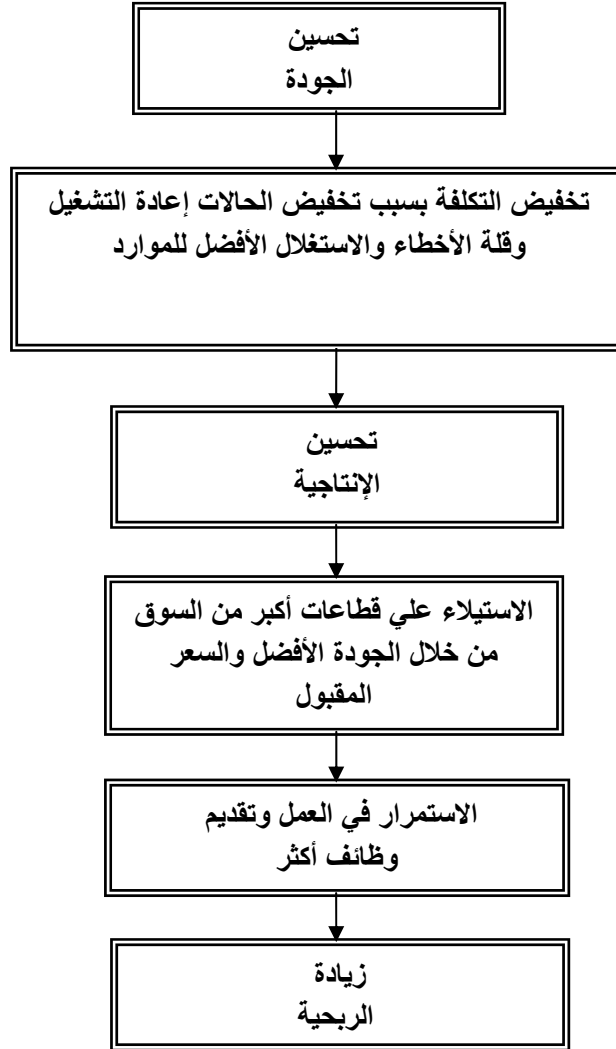 تحسين
الجودة
تخفيض التكلفة بسبب تخفيض الحالات إعادة التشغيل
وقلة الأخطاء والاستغلال الأفضل للموارد
تحسين
الإنتاجية
الاستيلاء علي قطاعات أكبر من السوق
من خلال الجودة الأفضل والسعر
المقبول
الاستمرار في العمل وتقديم
وظائف أكثر
زيادة
الربحية